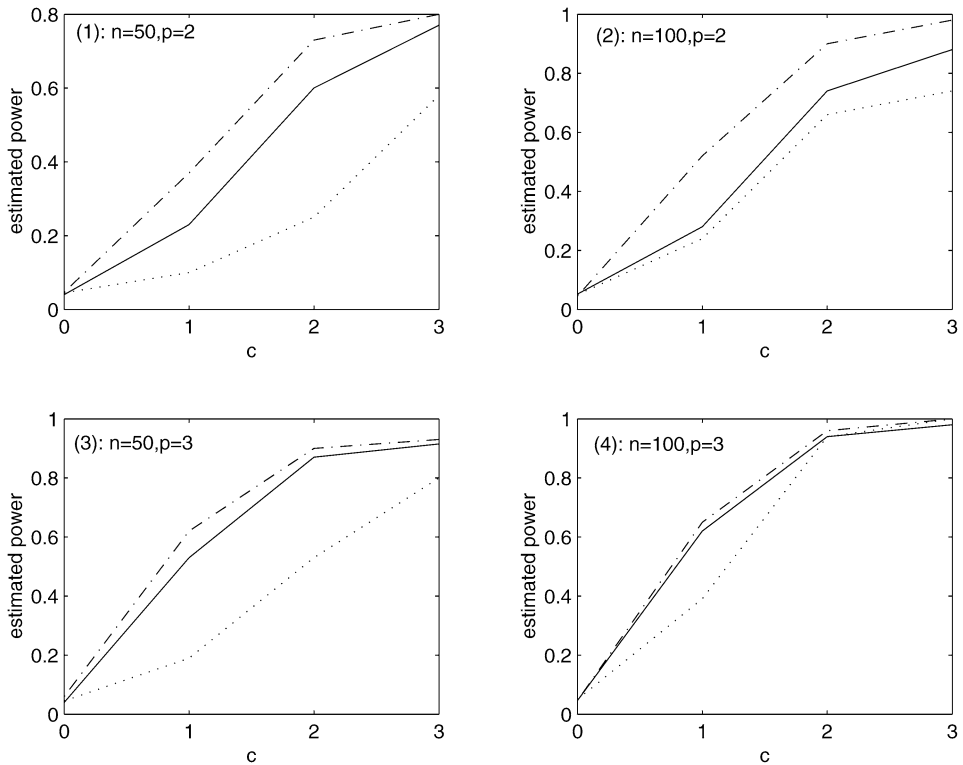 (1): n=50,p=2
estimated power
0.8
0.6
0.4
0.2
0
0 1 2 3
c
(2): n=100,p=2
estimated power
1
0.8
0.6
0.4
0.2
0
0 1 2 3
c
(3): n=50,p=3
estimated power
1
0.8
0.6
0.4
0.2
0
0 1 2 3
c
(4): n=100,p=3
estimated power
1
0.8
0.6
0.4
0.2
0
0 1 2 3
c